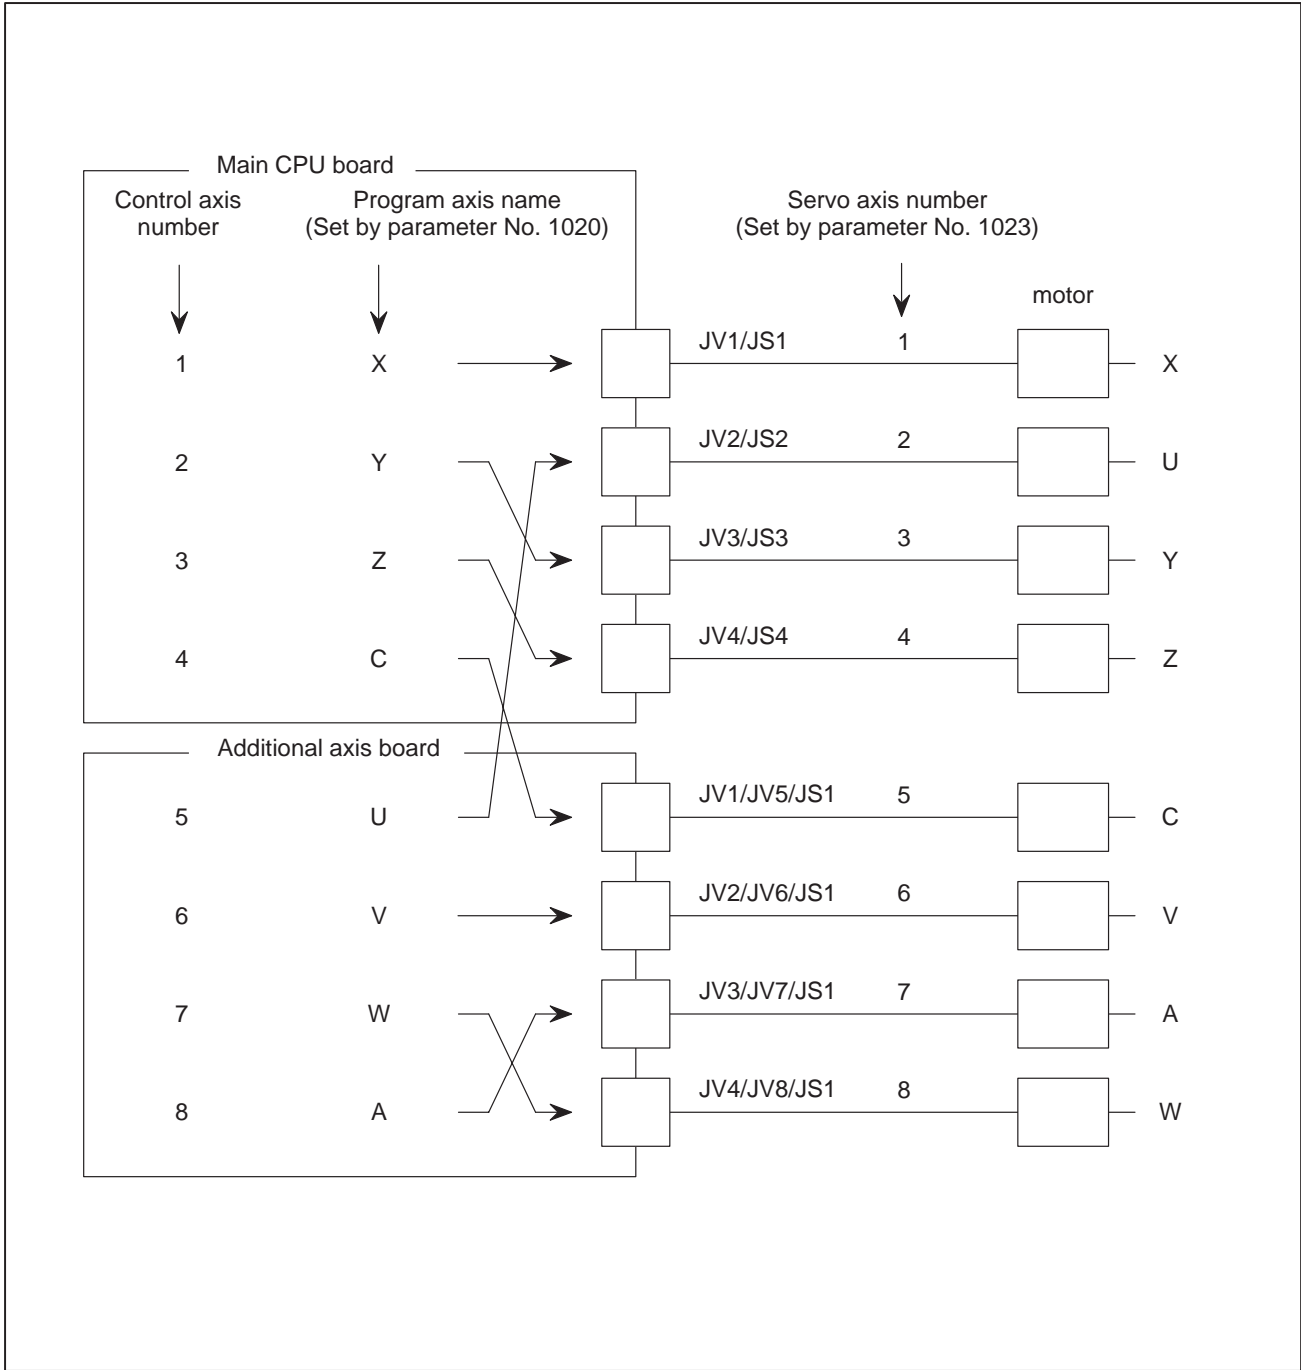 Main CPU board
Control axis number
Program axis name
(Set by parameter No. 1020)
Servo axis number
(Set by parameter No. 1023)
motor
1 X JV1/JS1 1 X
2 Y JV2/JS2 2 U
3 Z JV3/JS3 3 Y
4 C JV4/JS4 4 Z
Additional axis board
5 U JV1/JV5/JS1 5 C
6 V JV2/JV6/JS1 6 V
7 W JV3/JV7/JS1 7 A
8 A JV4/JV8/JS1 8 W